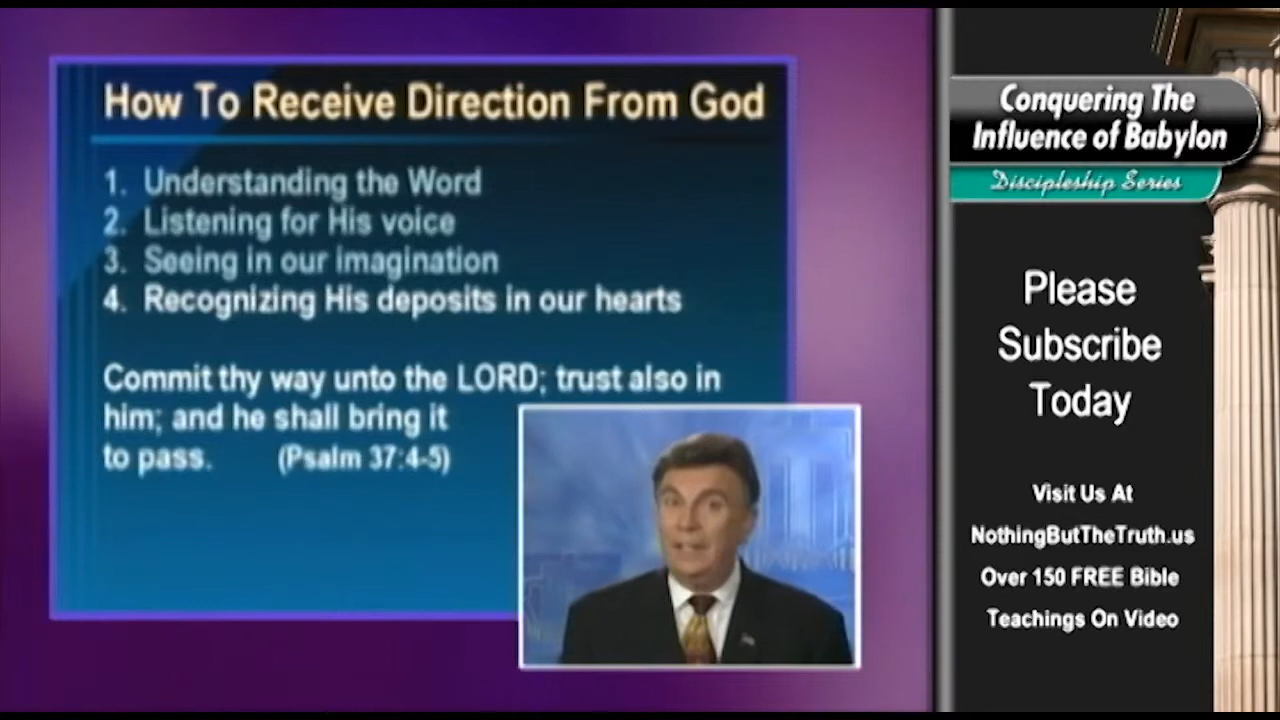 How To Receive Direction From God
1. Understanding the Word
2. Listening for His voice
3. Seeing in our imagination
4. Recognizing His deposits in our hearts
Commit thy way unto the LORD; trust also in
him; and he shall bring it
to pass. (Psalm 37:4-5)
Conquering The
Influence of Babylon
Discipleship Series
Please
Subscribe
Today
Visit Us At
NothingButTheTruth.us
Over 150 FREE Bible
Teachings On Video